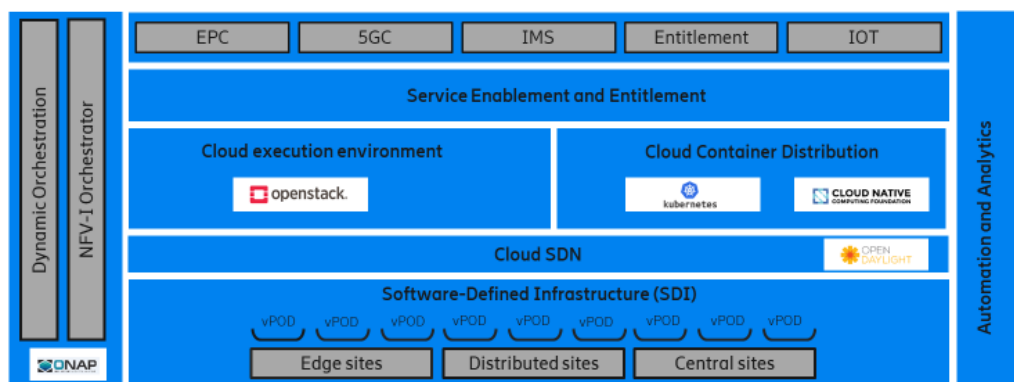 Dynamic Orchestration
NFV-I Orchestrator
ONAP
EPC
5GC
IMS
Entitlement
IOT
Service Enablement and Entitlement
Cloud execution environment
openstack.
Cloud Container Distribution
kubernetes
CLOUD NATIVE
COMPUTING FOUNDATION
Cloud SDN
OPEN
DAYLIGHT
Software-Defined Infrastructure (SDI)
vPOD
vPOD
vPOD
vPOD
vPOD
vPOD
vPOD
vPOD
vPOD
Edge sites
Distributed sites
Central sites
Automation and Analytics